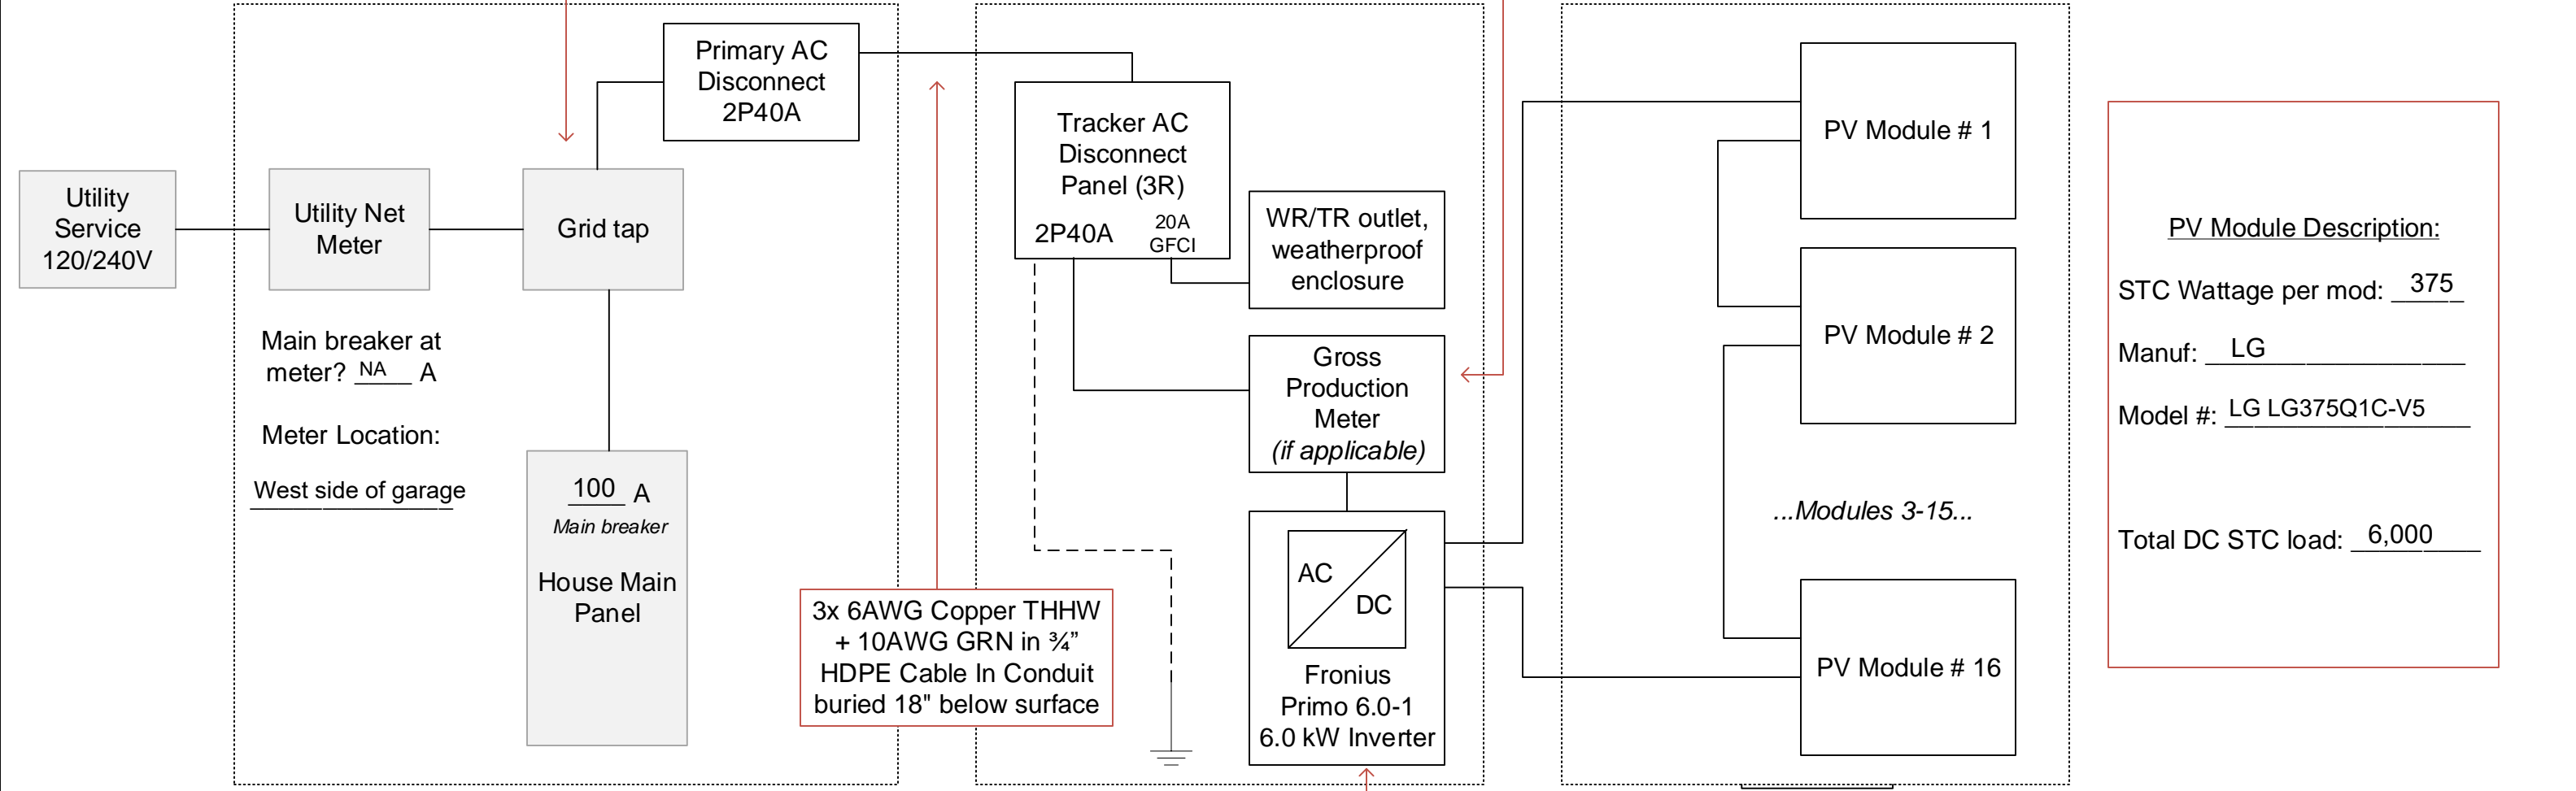 Utility
Service
120/240V
Utility Net
Meter
Main breaker at
meter? NA A
Meter Location:
West side of garage
Grid tap
Primary AC
Disconnect
2P40A
100 A
Main breaker
House Main
Panel
3x 6AWG Copper THHW
+ 10AWG GRN in ¾”
HDPE Cable In Conduit
buried 18" below surface
Tracker AC
Disconnect
Panel (3R)
2P40A
20A
GFCI
WR/TR outlet,
weatherproof
enclosure
Gross
Production
Meter
(if applicable)
AC
DC
Fronius
Primo 6.0-1
6.0 kW Inverter
PV Module # 1
PV Module # 2
...Modules 3-15...
PV Module # 16
PV Module Description:
STC Wattage per mod: 375
Manuf: LG
Model #: LG LG375Q1C-V5
Total DC STC load: 6,000